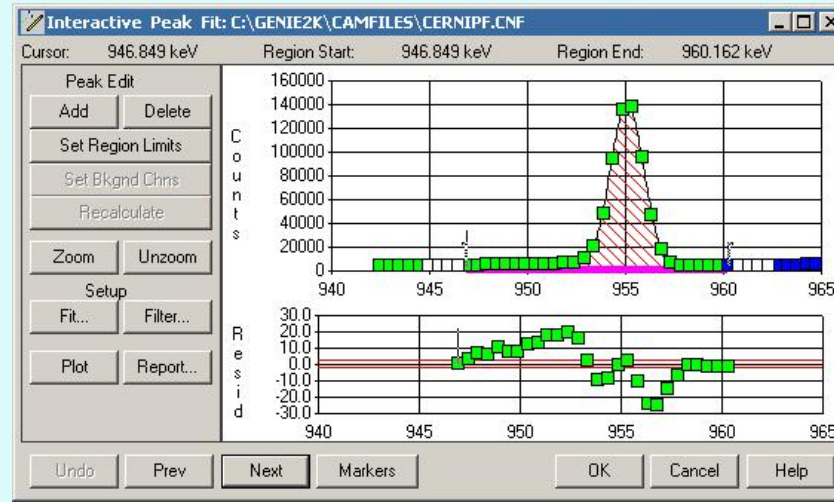 Interactive Peak Fit: C:\GENIE2K\CAMFILES\CERNIPF.CNF
Cursor: 946.849 keV Region Start: 946.849 keV Region End: 960.162 keV
Peak Edit
Add Delete
Set Region Limits
Set Bkgnd Chns
Recalculate
Zoom Unzoom
Setup
Fit... Filter...
Plot Report...
Counts
160000
140000
120000
100000
80000
60000
40000
20000
0
940 945 950 955 960 965
Resid
30.0
20.0
10.0
0.0
-10.0
-20.0
-30.0
940 945 950 955 960 965
Undo Prev Next Markers OK Cancel Help